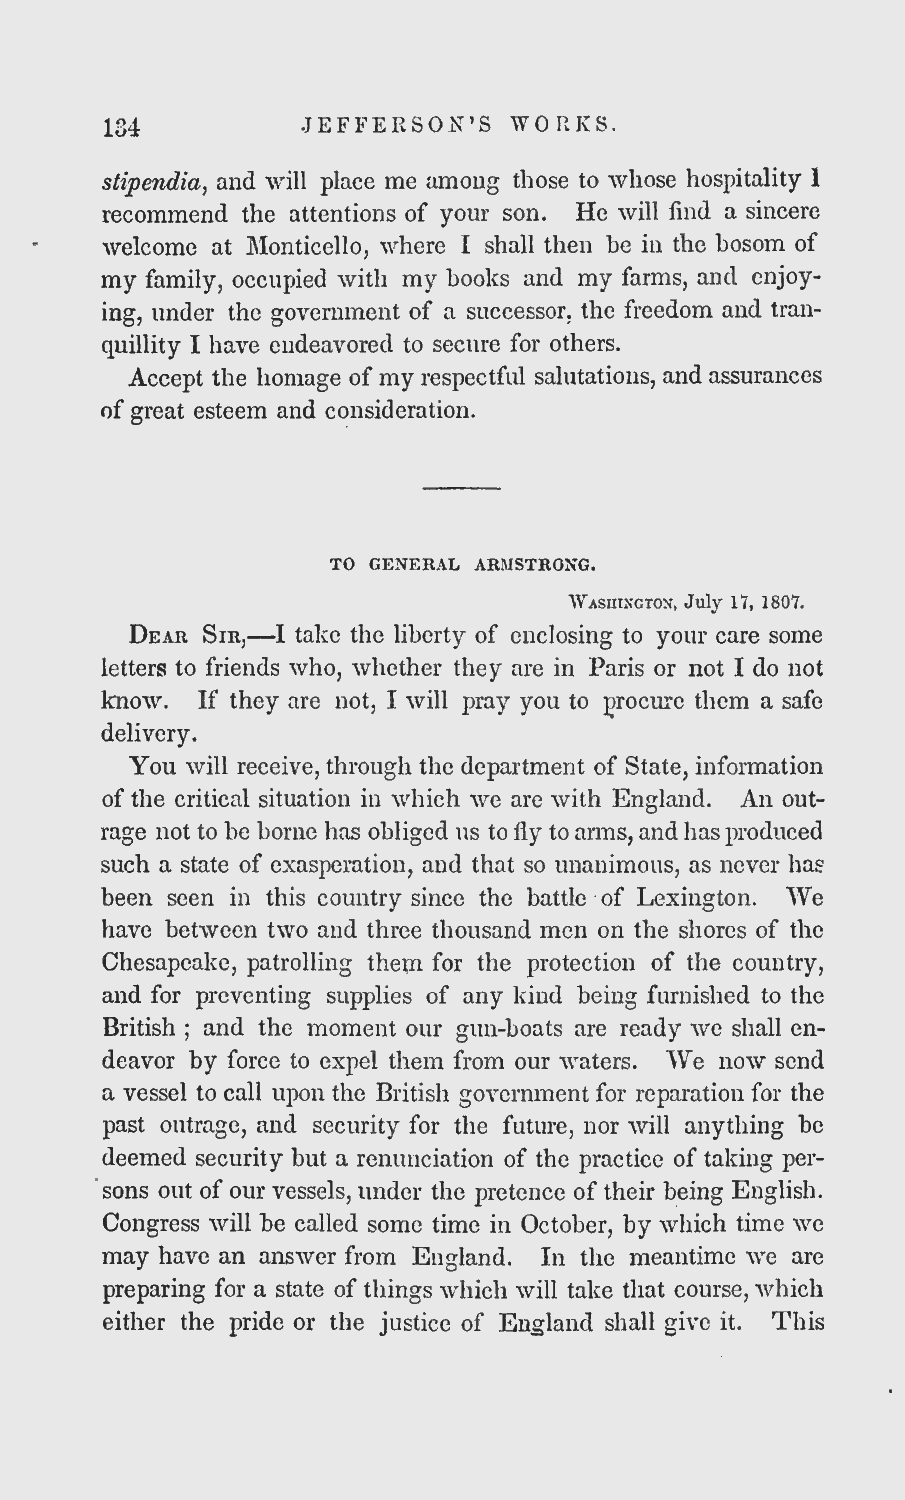 134 JEFFERSON'S WORKS.
stipendia, and will place me among those to whose hospitality I
recommend the attentions of your son. He will find a sincere
welcome at Monticello, where I shall then be in the bosom of
my family, occupied with my books and my farms, and enjoy-
ing, under the government of a successor, the freedom and tran-
quillity I have endeavored to secure for others.
Accept the homage of my respectful salutations, and assurances
of great esteem and consideration.
TO GENERAL ARMSTRONG.
WASHINGTON, July 17, 1807.
DEAR SIR,—I take the liberty of enclosing to your care some
letters to friends who, whether they are in Paris or not I do not
know. If they are not, I will pray you to procure them a safe
delivery.
You will receive, through the department of State, information
of the critical situation in which we are with England. An out-
rage not to be borne has obliged us to fly to arms, and has produced
such a state of exasperation, and that so unanimous, as never has
been seen in this country since the battle of Lexington. We
have between two and three thousand men on the shores of the
Chesapeake, patrolling them for the protection of the country,
and for preventing supplies of any kind being furnished to the
British ; and the moment our gun-boats are ready we shall en-
deavor by force to expel them from our waters. We now send
a vessel to call upon the British government for reparation for the
past outrage, and security for the future, nor will anything be
deemed security but a renunciation of the practice of taking per-
sons out of our vessels, under the pretence of their being English.
Congress will be called some time in October, by which time we
may have an answer from England. In the meantime we are
preparing for a state of things which will take that course, which
either the pride or the justice of England shall give it. This